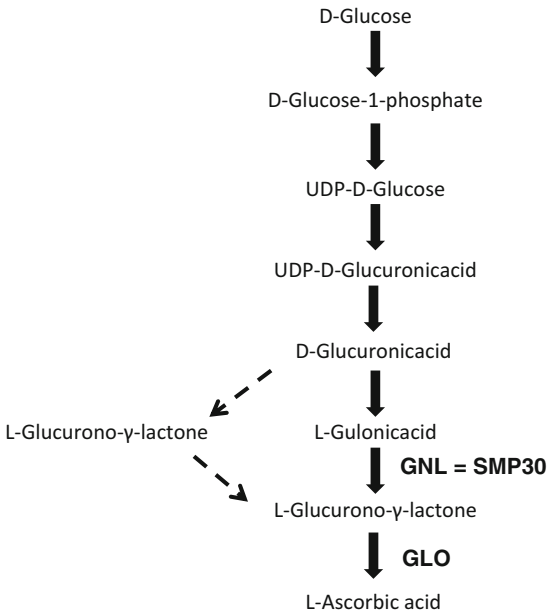 D-Glucose
D-Glucose-1-phosphate
UDP-D-Glucose
UDP-D-Glucuronicacid
D-Glucuronicacid
L-Glucurono-γ-lactone
L-Gulonicacid
GNL = SMP30
L-Glucurono-γ-lactone
GLO
L-Ascorbic acid